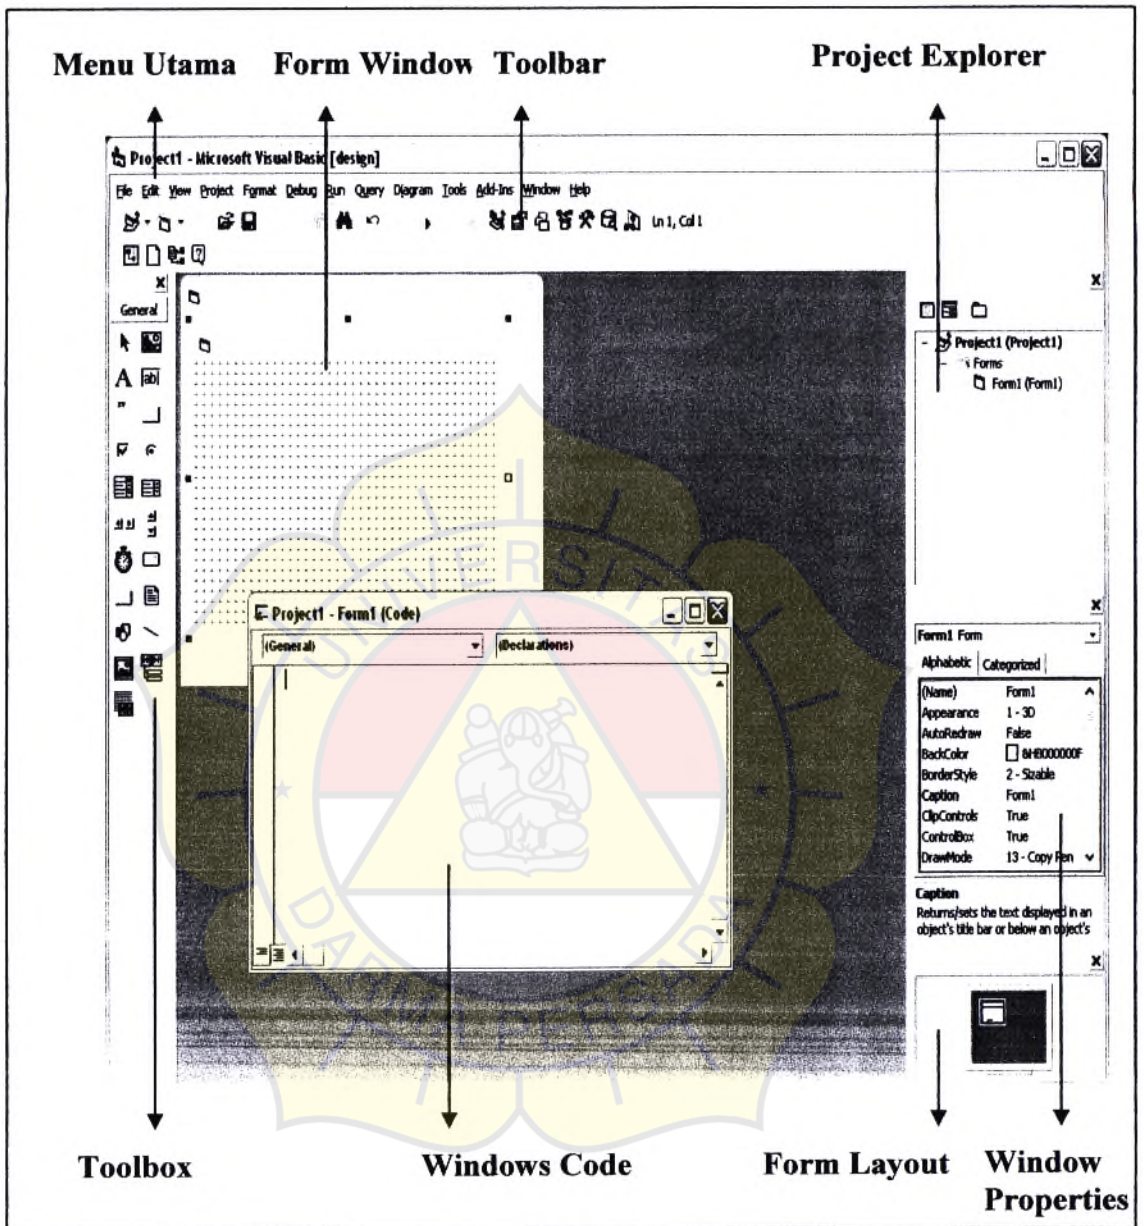 Menu Utama Form Window Toolbar Project Explorer
Project1 - Microsoft Visual Basic [design]
File Edit View Project Format Debug Run Query Diagram Tools Add-Ins Window Help
Ln 1, Col 1
General
Project1 (Project1)
Forms
Form1 (Form1)
Project1 - Form1 (Code)
(General) (Declarations)
Form1 Form
Alphabetic Categorized
(Name) Form1
Appearance 1 - 3D
AutoRedraw False
BackColor &H8000000F
BorderStyle 2 - Sizable
Caption Form1
ClipControls True
ControlBox True
DrawMode 13 - Copy Pen
Caption
Returns/sets the text displayed in an
object's title bar or below an object's
UNIVERSITAS
DARMA PERSADA
Toolbox Windows Code Form Layout Window
Properties